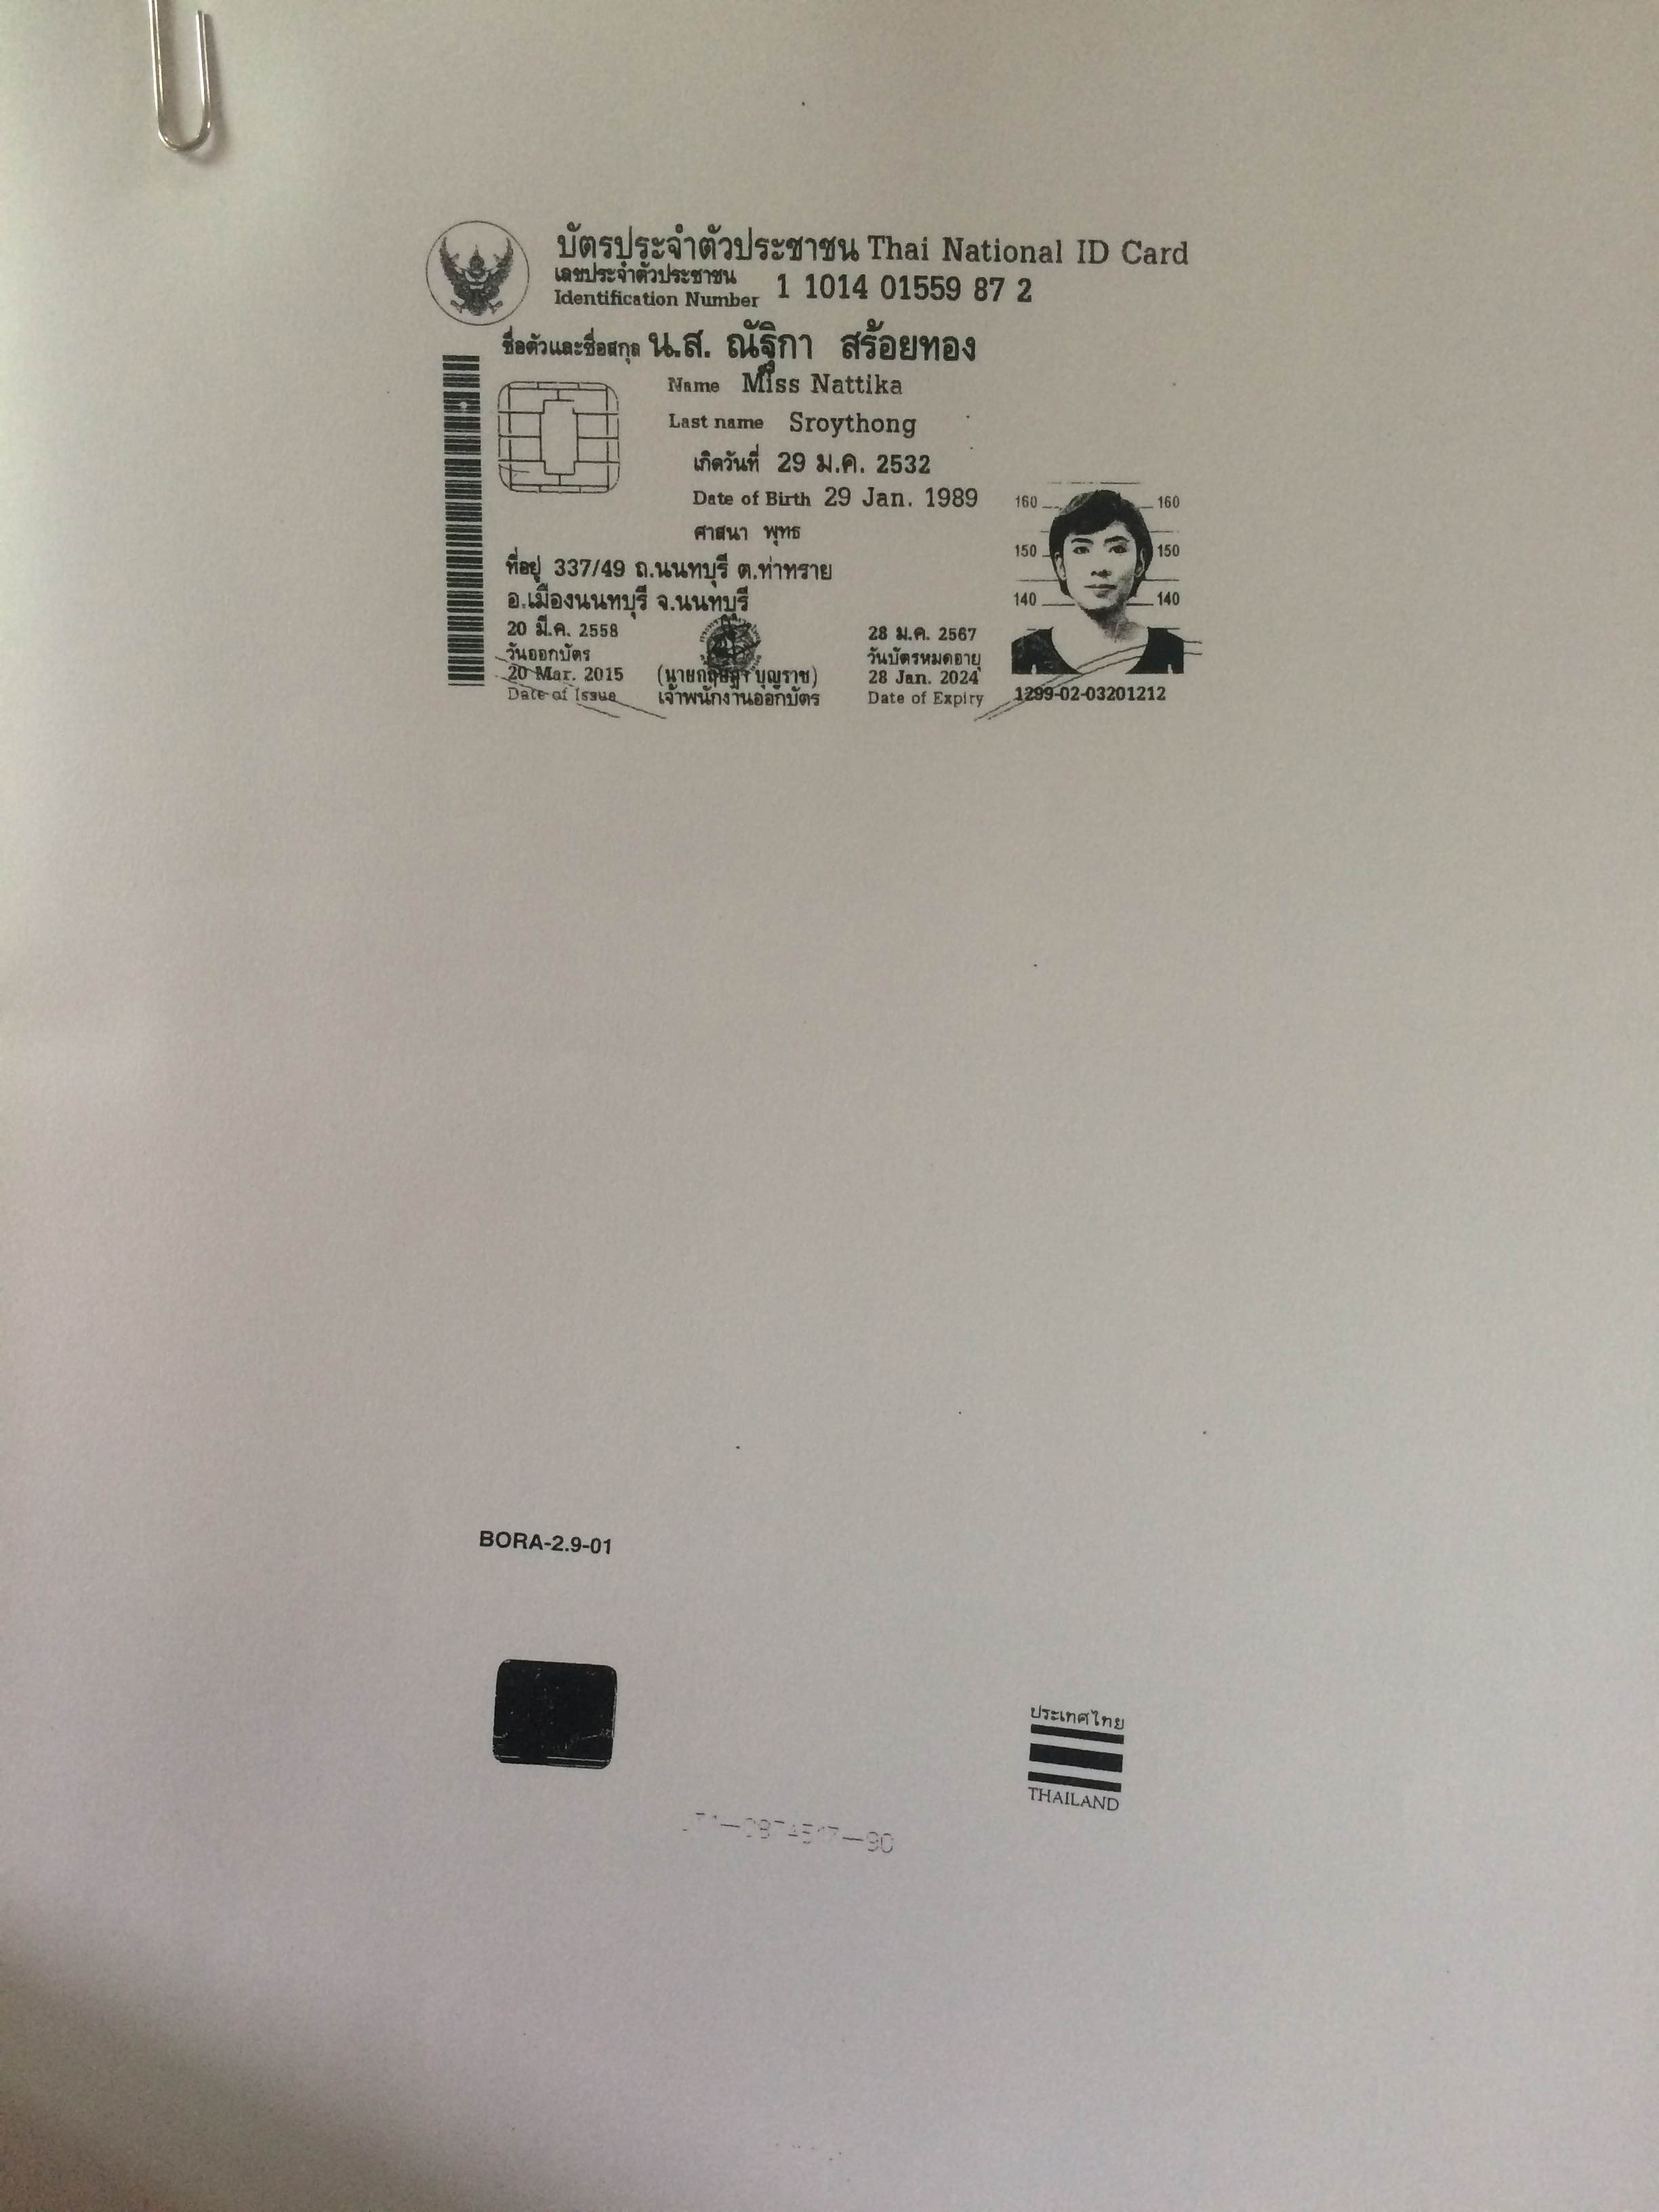 บัตรประจำตัวประชาชน Thai National ID Card
เลขประจำตัวประชาชน
Identification Number 1 1014 01559 87 2
ชื่อตัวและชื่อสกุล น.ส. ณัฐิกา สร้อยทอง
Name Miss Nattika
Last name Sroythong
เกิดวันที่ 29 ม.ค. 2532
Date of Birth 29 Jan. 1989
ศาสนา พุทธ
ที่อยู่ 337/49 ถ.นนทบุรี ต.ท่าทราย
อ.เมืองนนทบุรี จ.นนทบุรี
160 160
150 150
140 140
20 มี.ค. 2558
วันออกบัตร
20 Mar. 2015
Date of Issue
(นายกฤษฎา บุญราช)
เจ้าพนักงานออกบัตร
28 ม.ค. 2567
วันบัตรหมดอายุ
28 Jan. 2024
Date of Expiry
1299-02-03201212
BORA-2.9-01
ประเทศไทย
THAILAND